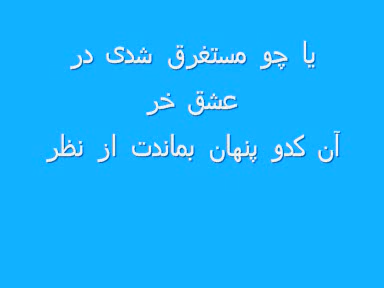 یا چو مستغرق شدی در
عشق خر
آن کدو پنهان بماندت از نظر